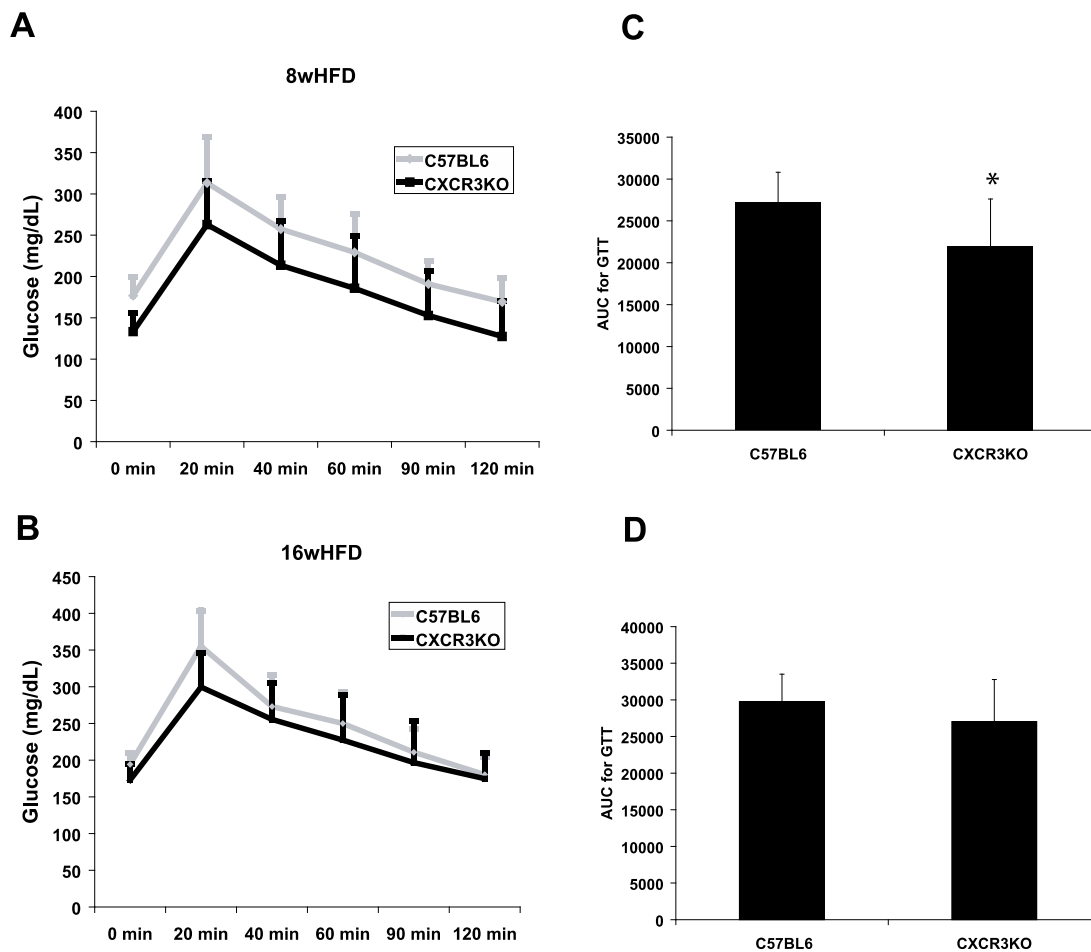 A
8wHFD
400
350
300
250
200
150
100
50
0
Glucose (mg/dL)
C57BL6
CXCR3KO
0 min 20 min 40 min 60 min 90 min 120 min
C
35000
30000
25000
20000
15000
10000
5000
0
AUC for GTT
*
C57BL6 CXCR3KO
B
16wHFD
450
400
350
300
250
200
150
100
50
0
Glucose (mg/dL)
C57BL6
CXCR3KO
0 min 20 min 40 min 60 min 90 min 120 min
D
40000
35000
30000
25000
20000
15000
10000
5000
0
AUC for GTT
C57BL6 CXCR3KO